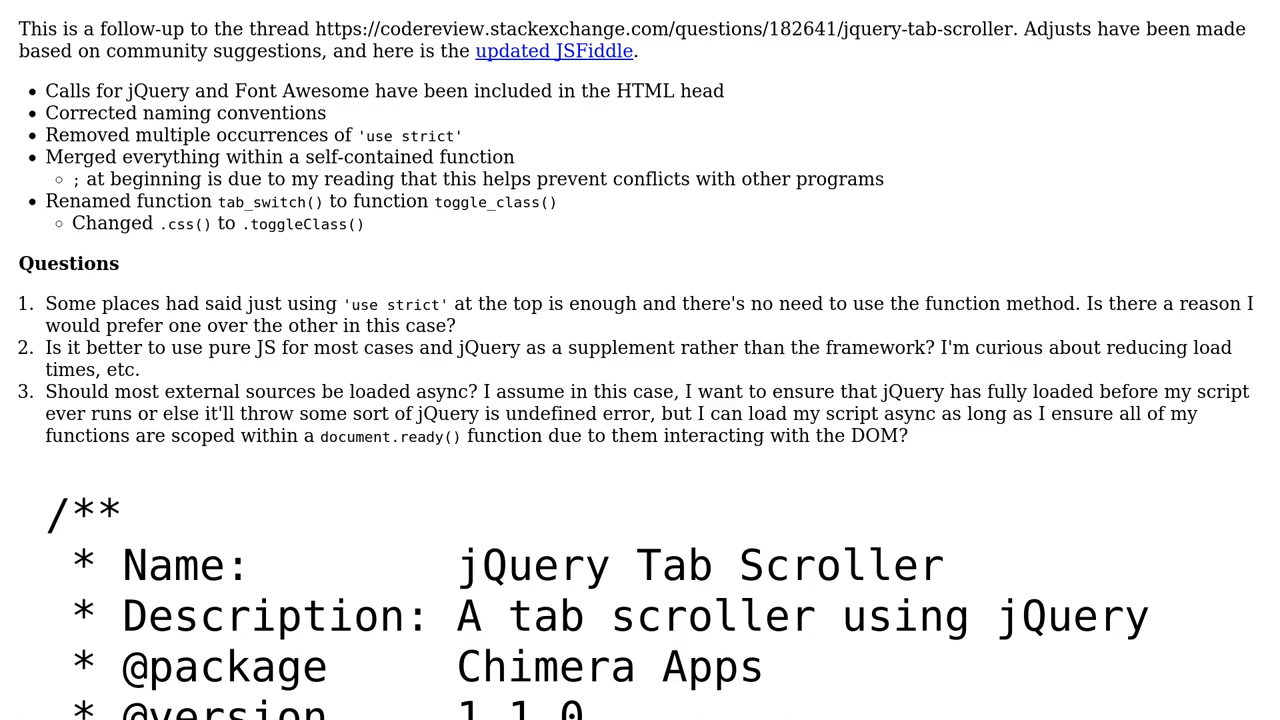 This is a follow-up to the thread https://codereview.stackexchange.com/questions/182641/jquery-tab-scroller. Adjusts have been made
based on community suggestions, and here is the updated JSFiddle.
• Calls for jQuery and Font Awesome have been included in the HTML head
• Corrected naming conventions
• Removed multiple occurrences of 'use strict'
• Merged everything within a self-contained function
◦ ; at beginning is due to my reading that this helps prevent conflicts with other programs
• Renamed function tab_switch() to function toggle_class()
◦ Changed .css() to .toggleClass()
Questions
1. Some places had said just using 'use strict' at the top is enough and there's no need to use the function method. Is there a reason I
would prefer one over the other in this case?
2. Is it better to use pure JS for most cases and jQuery as a supplement rather than the framework? I'm curious about reducing load
times, etc.
3. Should most external sources be loaded async? I assume in this case, I want to ensure that jQuery has fully loaded before my script
ever runs or else it'll throw some sort of jQuery is undefined error, but I can load my script async as long as I ensure all of my
functions are scoped within a document.ready() function due to them interacting with the DOM?
/**
* Name: jQuery Tab Scroller
* Description: A tab scroller using jQuery
* @package Chimera Apps
* @version 1.1.0